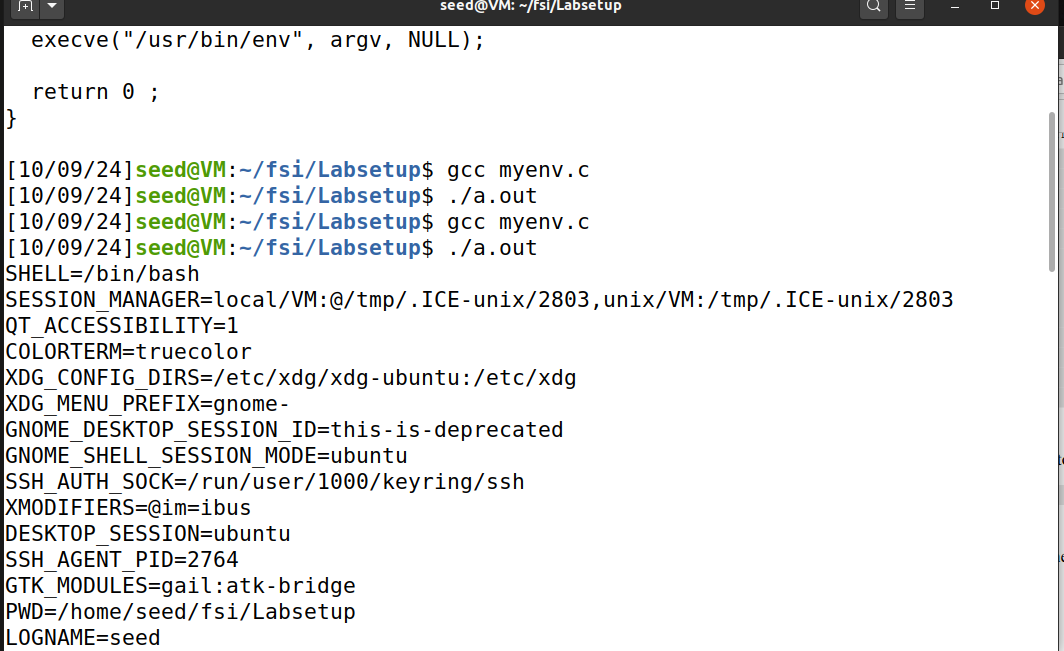 seed@VM: ~/fsi/Labsetup
execve("/usr/bin/env", argv, NULL);
return 0 ;
}
[10/09/24]seed@VM:~/fsi/Labsetup$ gcc myenv.c
[10/09/24]seed@VM:~/fsi/Labsetup$ ./a.out
[10/09/24]seed@VM:~/fsi/Labsetup$ gcc myenv.c
[10/09/24]seed@VM:~/fsi/Labsetup$ ./a.out
SHELL=/bin/bash
SESSION_MANAGER=local/VM:@/tmp/.ICE-unix/2803,unix/VM:/tmp/.ICE-unix/2803
QT_ACCESSIBILITY=1
COLORTERM=truecolor
XDG_CONFIG_DIRS=/etc/xdg/xdg-ubuntu:/etc/xdg
XDG_MENU_PREFIX=gnome-
GNOME_DESKTOP_SESSION_ID=this-is-deprecated
GNOME_SHELL_SESSION_MODE=ubuntu
SSH_AUTH_SOCK=/run/user/1000/keyring/ssh
XMODIFIERS=@im=ibus
DESKTOP_SESSION=ubuntu
SSH_AGENT_PID=2764
GTK_MODULES=gail:atk-bridge
PWD=/home/seed/fsi/Labsetup
LOGNAME=seed